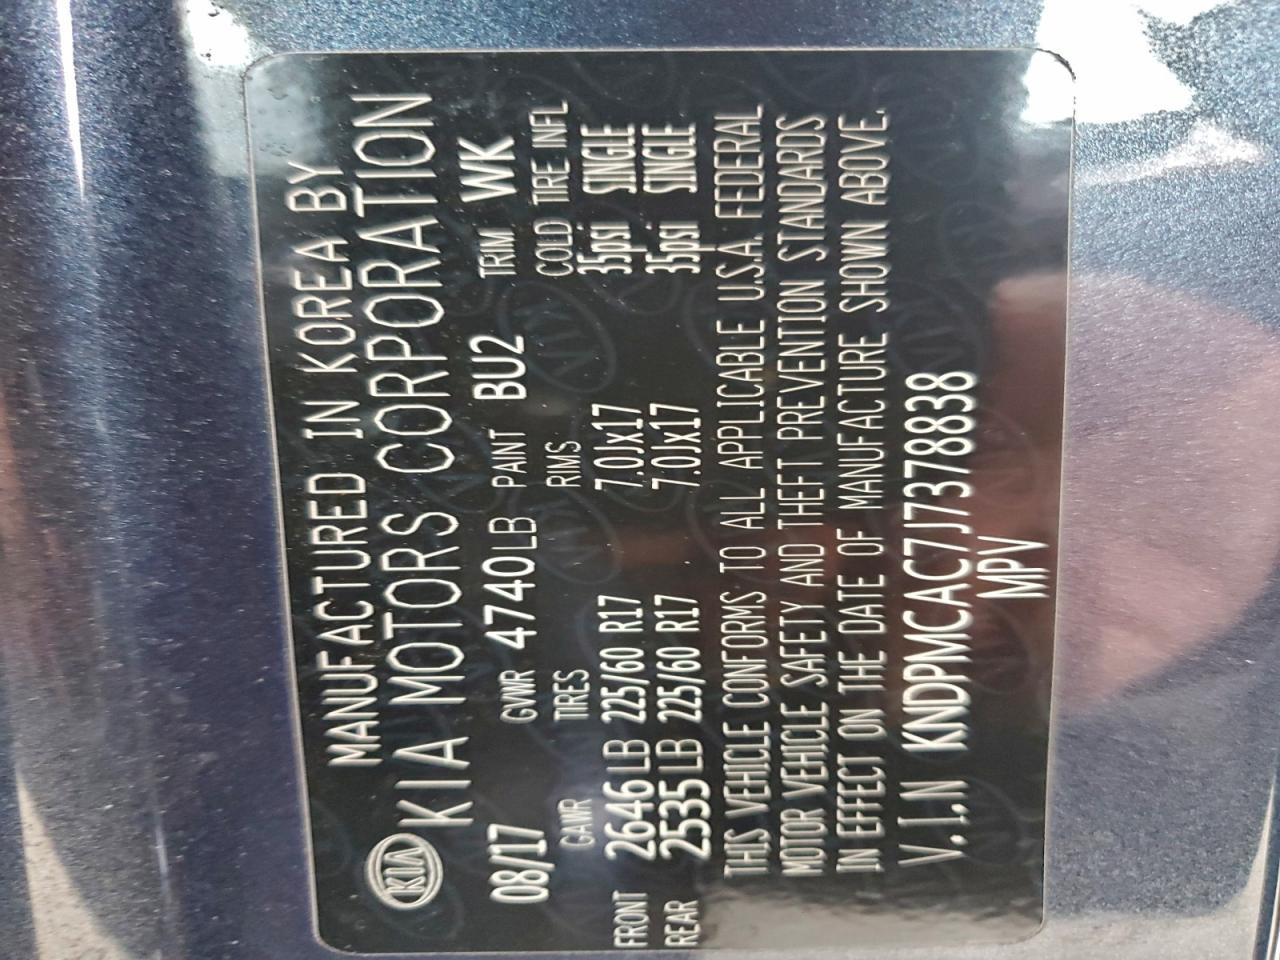 MANUFACTURED IN KOREA BY
KIA KIA MOTORS CORPORATION
08/17 GVWR 4740LB PAINT BU2 TRIM WK
GAWR TIRES RIMS COLD TIRE INFL
FRONT 2646LB 225/60 R17 7.0Jx17 35psi SINGLE
REAR 2535LB 225/60 R17 7.0Jx17 35psi SINGLE
THIS VEHICLE CONFORMS TO ALL APPLICABLE U.S.A. FEDERAL
MOTOR VEHICLE SAFETY AND THEFT PREVENTION STANDARDS
IN EFFECT ON THE DATE OF MANUFACTURE SHOWN ABOVE.
V.I.N KNDPMCAC7J7378838
MPV